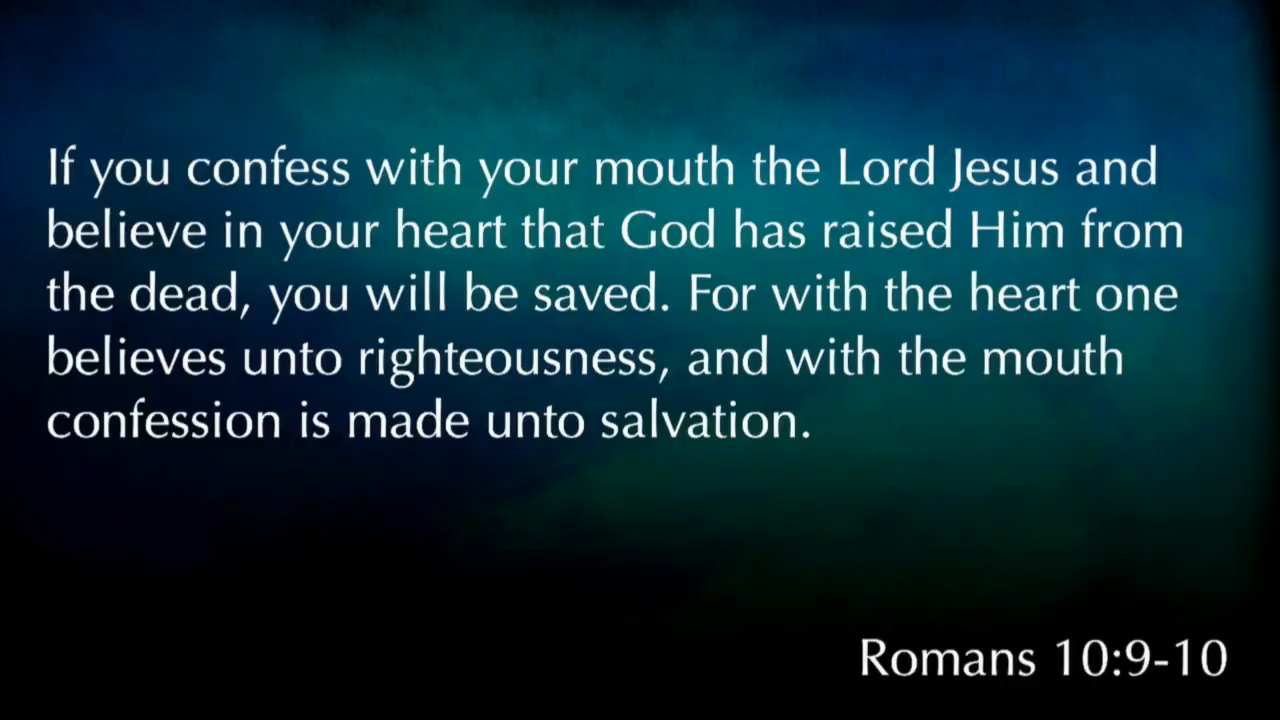 If you confess with your mouth the Lord Jesus and
believe in your heart that God has raised Him from
the dead, you will be saved. For with the heart one
believes unto righteousness, and with the mouth
confession is made unto salvation.
Romans 10:9-10